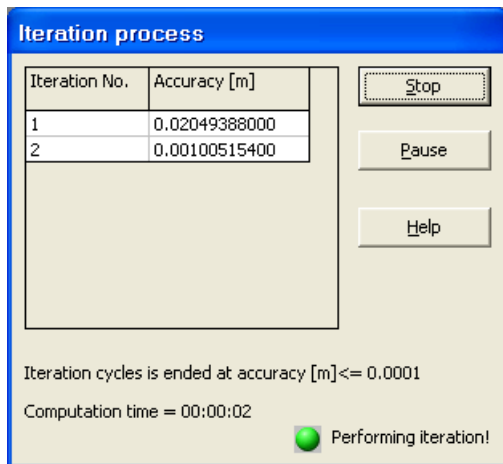 Iteration process
Iteration No. Accuracy [m]
1 0.02049388000
2 0.00100515400
Stop
Pause
Help
Iteration cycles is ended at accuracy [m]<= 0.0001
Computation time = 00:00:02
Performing iteration!